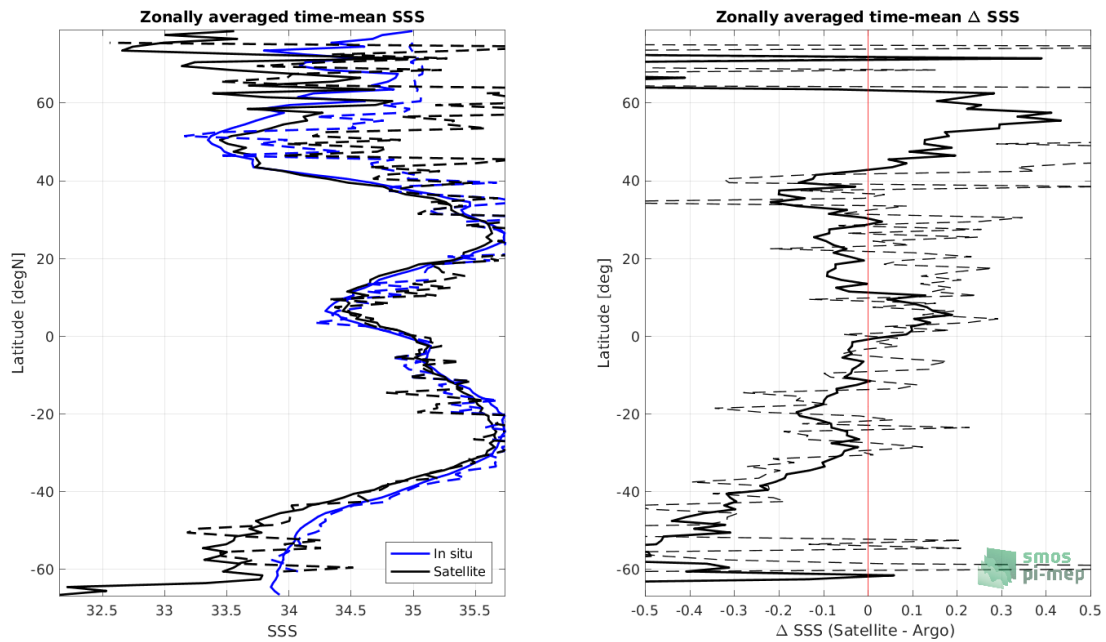 Zonally averaged time-mean SSS
60
40
20
0
-20
-40
-60
Latitude [degN]
32.5 33 33.5 34 34.5 35 35.5
SSS
In situ
Satellite
Zonally averaged time-mean Δ SSS
60
40
20
0
-20
-40
-60
Latitude [deg]
-0.5 -0.4 -0.3 -0.2 -0.1 0 0.1 0.2 0.3 0.4 0.5
Δ SSS (Satellite - Argo)
smos
pi-mep